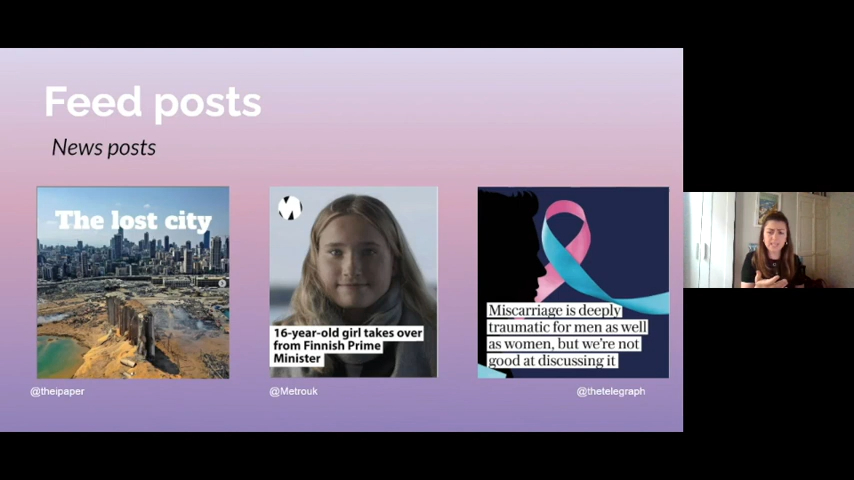 Feed posts
News posts
The lost city
16-year-old girl takes over
from Finnish Prime
Minister
Miscarriage is deeply
traumatic for men as well
as women, but we're not
good at discussing it
@theipaper
@Metrouk
@thetelegraph